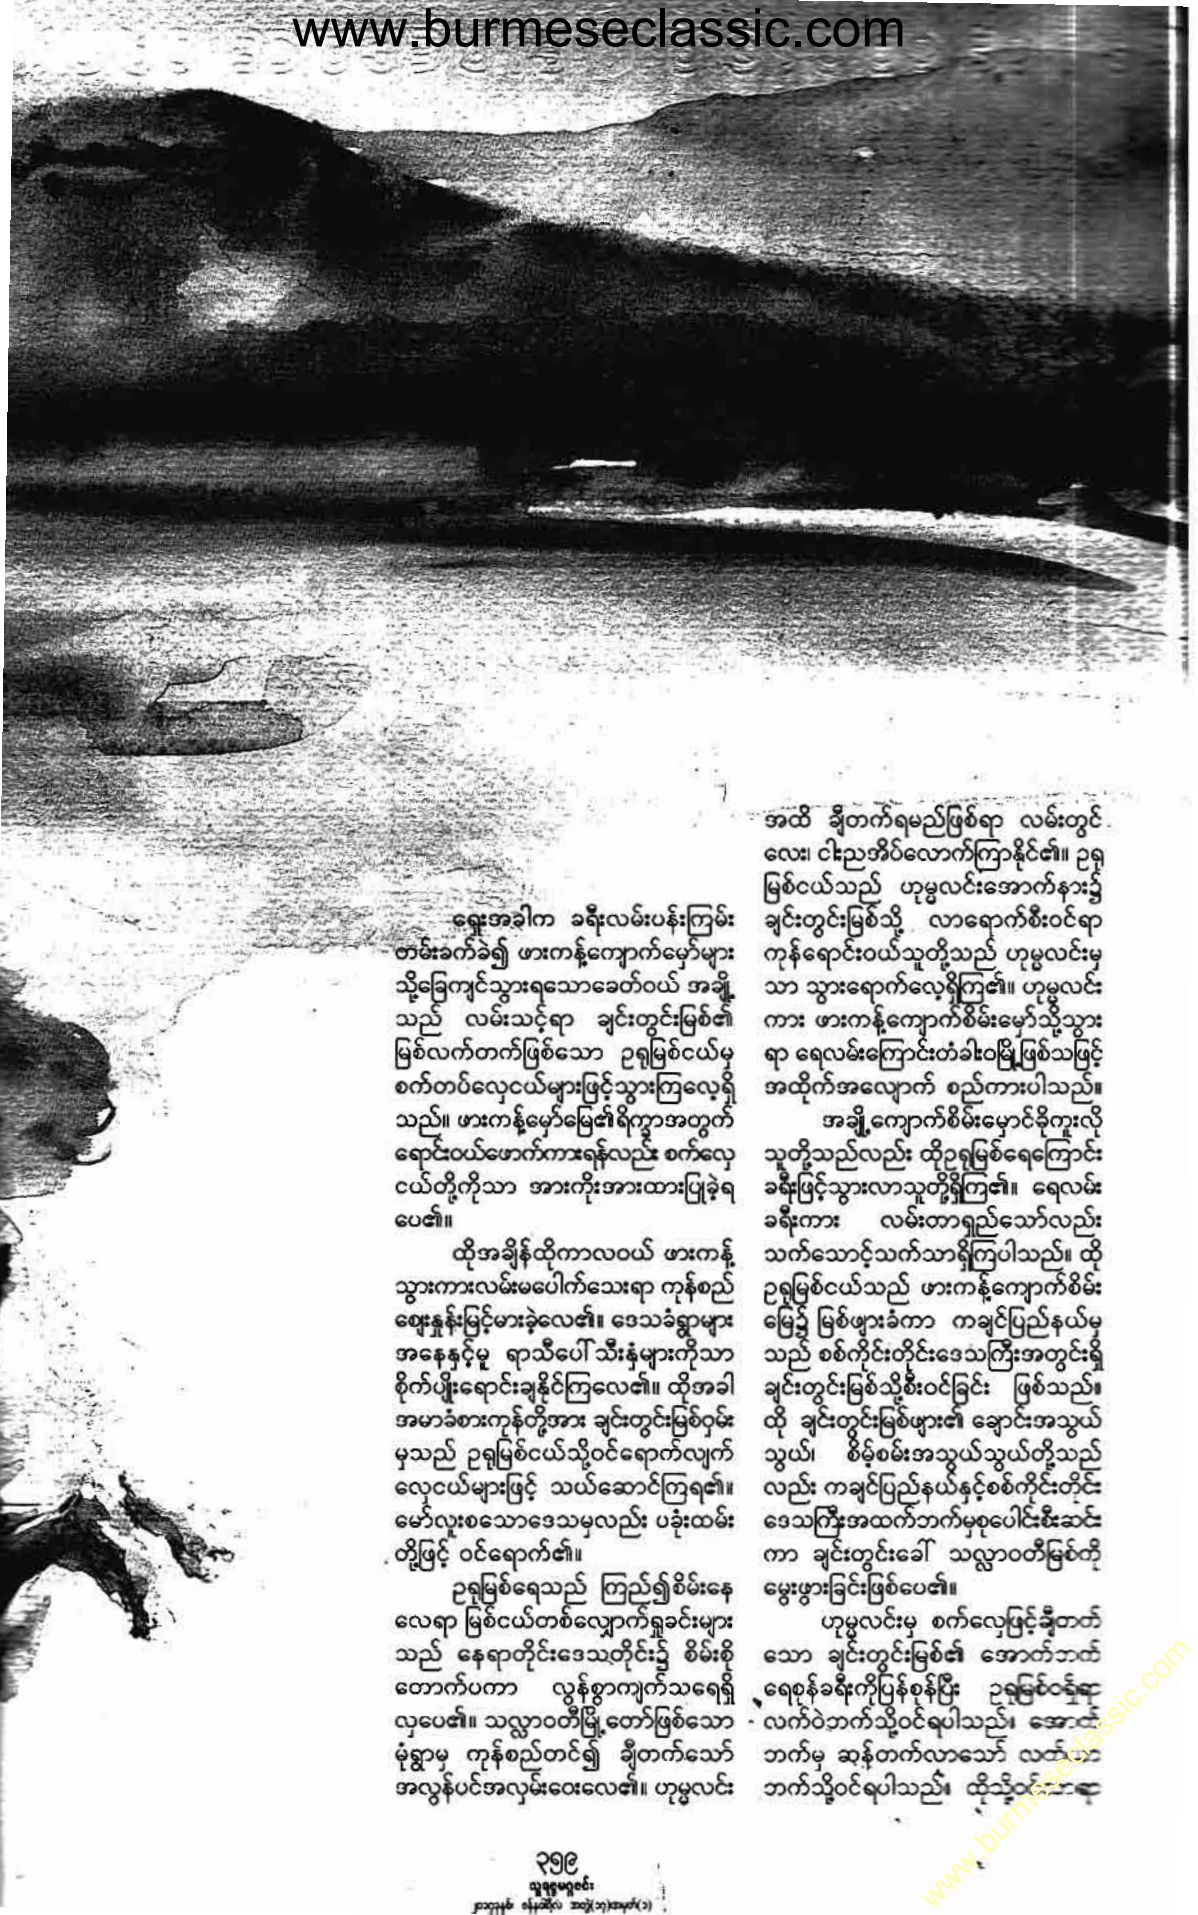 www.burmeseclassic.com
ရှေးအခါက ခရီးလမ်းပန်းကြမ်း
တမ်းခက်ခဲ၍ ဖားကန့်ကျောက်မှော်များ
သို့ခြေကျင်သွားရသောခေတ်ဝယ် အချို့
သည် လမ်းသင့်ရာ ချင်းတွင်းမြစ်၏
မြစ်လက်တက်ဖြစ်သော ဥရုမြစ်ငယ်မှ
စက်တပ်လှေငယ်များဖြင့်သွားကြလေ့ရှိ
သည်။ ဖားကန့်မှော်မြေ၏ရိက္ခာအတွက်
ရောင်းဝယ်ဖောက်ကားရန်လည်း စက်လှေ
ငယ်တို့ကိုသာ အားကိုးအားထားပြုခဲ့ရ
ပေ၏။
ထိုအချိန်ထိုကာလဝယ် ဖားကန့်
သွားကားလမ်းမပေါက်သေးရာ ကုန်စည်
ဈေးနှုန်းမြင့်မားခဲ့လေ၏။ ဒေသခံရွာများ
အနေနှင့်မူ ရာသီပေါ်သီးနှံများကိုသာ
စိုက်ပျိုးရောင်းချနိုင်ကြလေ၏။ ထိုအခါ
အမာခံစားကုန်တို့အား ချင်းတွင်းမြစ်ဝှမ်း
မှသည် ဥရုမြစ်ငယ်သို့ဝင်ရောက်လျက်
လှေငယ်များဖြင့် သယ်ဆောင်ကြရ၏။
မော်လူးစသောဒေသမှလည်း ပခုံးထမ်း
တို့ဖြင့် ဝင်ရောက်၏။
ဥရုမြစ်ရေသည် ကြည်၍စိမ်းနေ
လေရာ မြစ်ငယ်တစ်လျှောက်ရှုခင်းများ
သည် နေရာတိုင်းဒေသတိုင်း၌ စိမ်းစို
တောက်ပကာ လွန်စွာကျက်သရေရှိ
လှပေ၏။ သလ္လာဝတီမြို့တော်ဖြစ်သော
မုံရွာမှ ကုန်စည်တင်၍ ချီတက်သော်
အလွန်ပင်အလှမ်းဝေးလေ၏။ ဟုမ္မလင်း
အထိ ချီတက်ရမည်ဖြစ်ရာ လမ်းတွင်
လေး၊ ငါးညအိပ်လောက်ကြာနိုင်၏။ ဥရု
မြစ်ငယ်သည် ဟုမ္မလင်းအောက်နား၌
ချင်းတွင်းမြစ်သို့ လာရောက်စီးဝင်ရာ
ကုန်ရောင်းဝယ်သူတို့သည် ဟုမ္မလင်းမှ
သာ သွားရောက်လေ့ရှိကြ၏။ ဟုမ္မလင်း
ကား ဖားကန့်ကျောက်စိမ်းမှော်သို့သွား
ရာ ရေလမ်းကြောင်းတံခါးဝမြို့ဖြစ်သဖြင့်
အထိုက်အလျောက် စည်ကားပါသည်။
အချို့ကျောက်စိမ်းမှောင်ခိုကူးလို
သူတို့သည်လည်း ထိုဥရုမြစ်ရေကြောင်း
ခရီးဖြင့်သွားလာသူတို့ရှိကြ၏။ ရေလမ်း
ခရီးကား လမ်းတာရှည်သော်လည်း
သက်သောင့်သက်သာရှိကြပါသည်။ ထို
ဥရုမြစ်ငယ်သည် ဖားကန့်ကျောက်စိမ်း
မြေ၌ မြစ်ဖျားခံကာ ကချင်ပြည်နယ်မှ
သည် စစ်ကိုင်းတိုင်းဒေသကြီးအတွင်းရှိ
ချင်းတွင်းမြစ်သို့စီးဝင်ခြင်း ဖြစ်သည်။
ထို ချင်းတွင်းမြစ်ဖျား၏ ချောင်းအသွယ်
သွယ်၊ စိမ့်စမ်းအသွယ်သွယ်တို့သည်
လည်း ကချင်ပြည်နယ်နှင့်စစ်ကိုင်းတိုင်း
ဒေသကြီးအထက်ဘက်မှစုပေါင်းစီးဆင်း
ကာ ချင်းတွင်းခေါ် သလ္လာဝတီမြစ်ကို
မွေးဖွားခြင်းဖြစ်ပေ၏။
ဟုမ္မလင်းမှ စက်လှေဖြင့်ချီတတ်
သော ချင်းတွင်းမြစ်၏ အောက်ဘက်
ရေစုန်ခရီးကိုပြန်စုန်ပြီး
လက်ဝဲဘက်သို့ဝင်ရပါသည်။ အောက်
ဘက်မှ ဆန်တက်လာသော်
ဘက်သို့ဝင်ရပါသည်။
၃၅၉
www.burmeseclassic.com